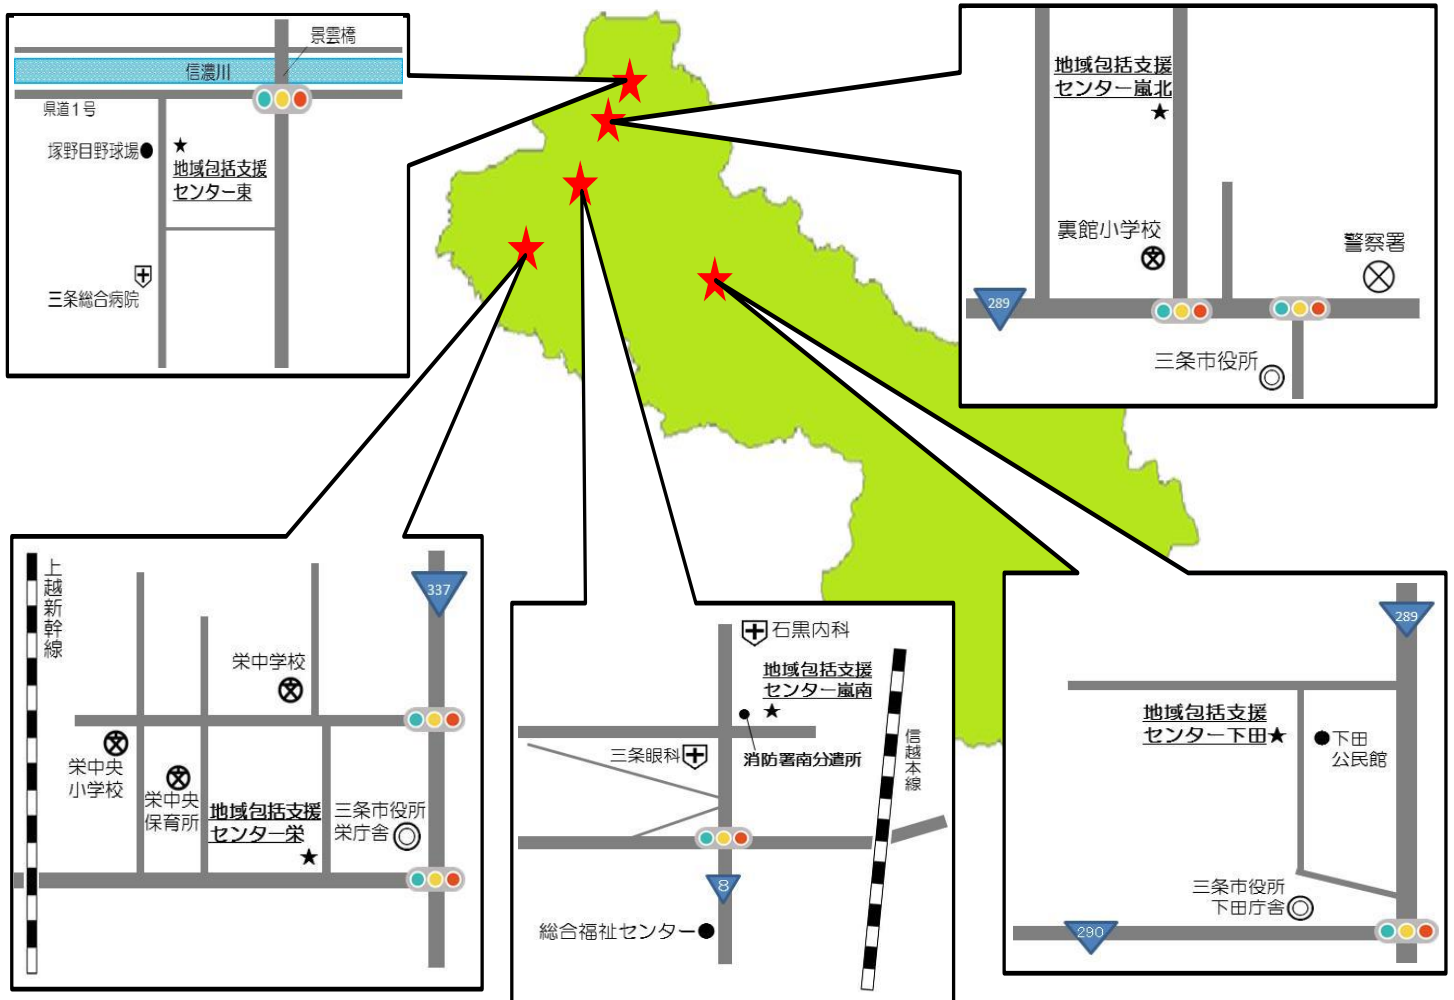 景雲橋
信濃川
県道1号
塚野目野球場
地域包括支援
センター東
三条総合病院
地域包括支援
センター嵐北
裏館小学校
警察署
289
三条市役所
上越新幹線
337
栄中学校
栄中央
小学校
栄中央
保育所
地域包括支援
センター栄
三条市役所
栄庁舎
石黒内科
地域包括支援
センター嵐南
三条眼科
消防署南分遣所
信越本線
8
総合福祉センター
289
地域包括支援
センター下田
下田
公民館
三条市役所
下田庁舎
290